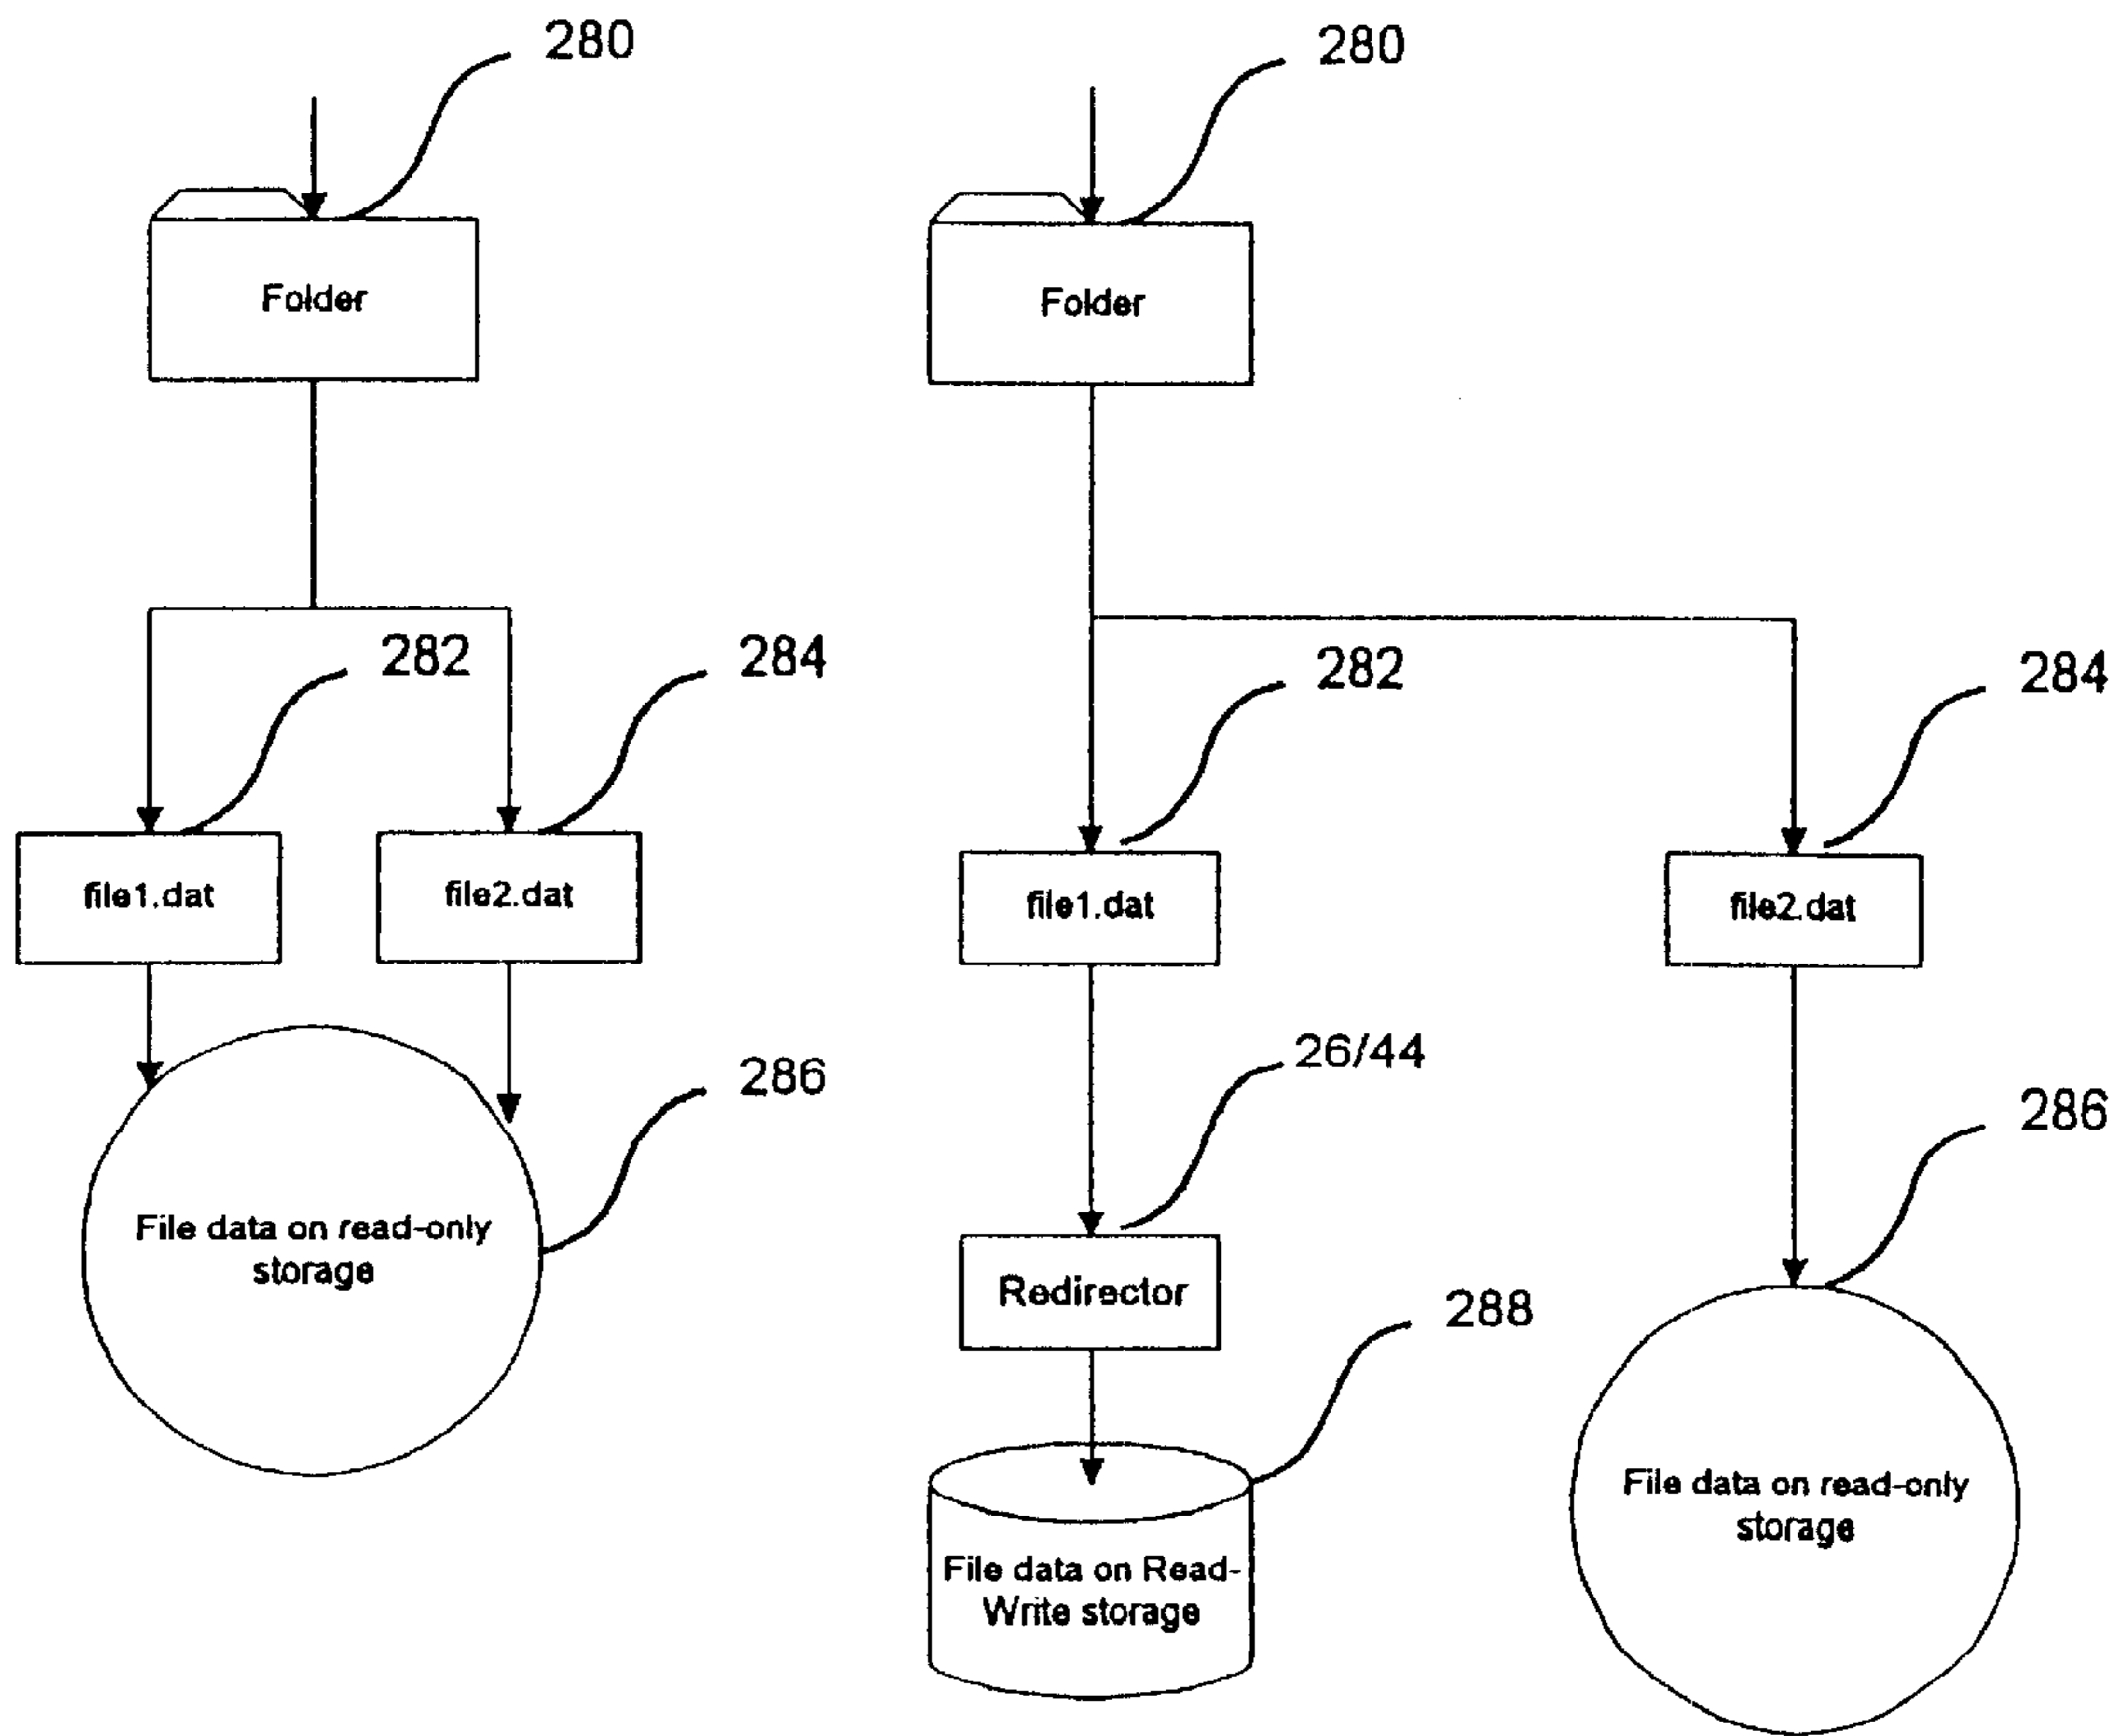 280
280
Folder
Folder
282
284
282
284
file1.dat
file2.dat
file1.dat
file2.dat
26/44
286
286
File data on read-only
storage
Redirector
288
File data on read-only
storage
File data on Read-
Write storage